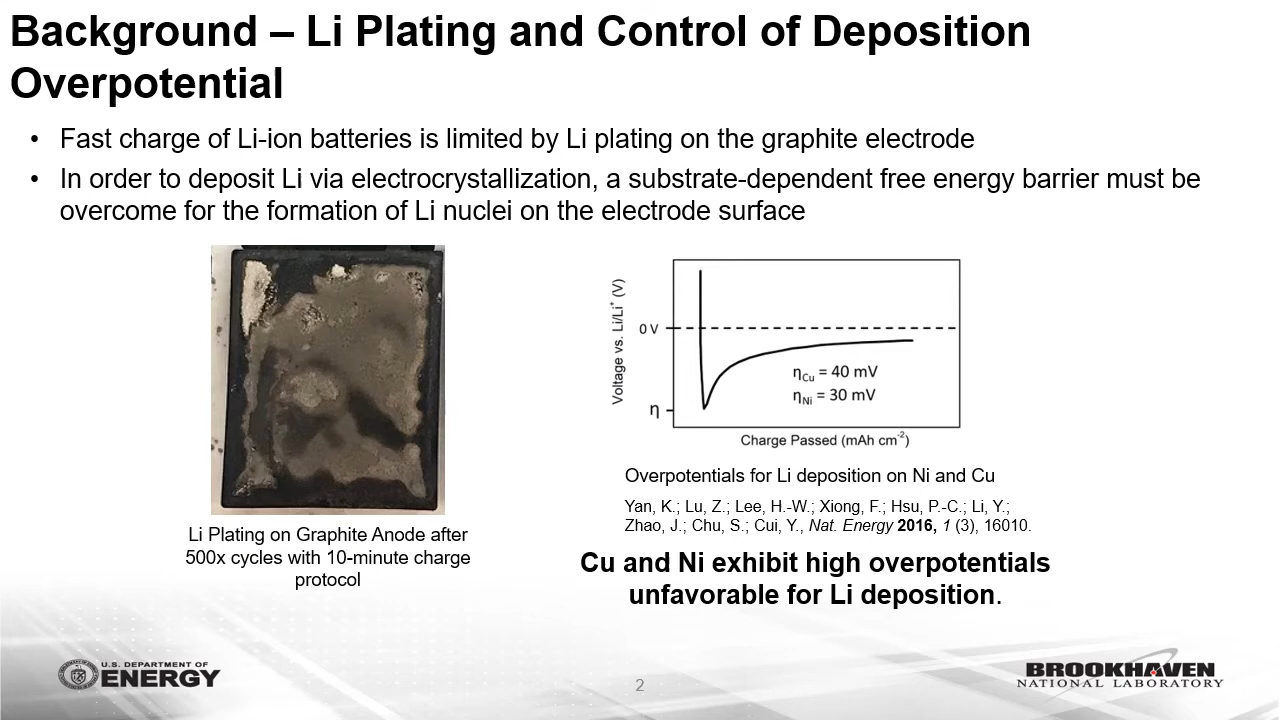 Background – Li Plating and Control of Deposition
Overpotential
• Fast charge of Li-ion batteries is limited by Li plating on the graphite electrode
• In order to deposit Li via electrocrystallization, a substrate-dependent free energy barrier must be
overcome for the formation of Li nuclei on the electrode surface
Li Plating on Graphite Anode after
500x cycles with 10-minute charge
protocol
Voltage vs. Li/Li⁺ (V)
0 V
η
η_Cu = 40 mV
η_Ni = 30 mV
Charge Passed (mAh cm⁻²)
Overpotentials for Li deposition on Ni and Cu
Yan, K.; Lu, Z.; Lee, H.-W.; Xiong, F.; Hsu, P.-C.; Li, Y.;
Zhao, J.; Chu, S.; Cui, Y., Nat. Energy 2016, 1 (3), 16010.
Cu and Ni exhibit high overpotentials
unfavorable for Li deposition.
U.S. DEPARTMENT OF
ENERGY
2
BROOKHAVEN
NATIONAL LABORATORY